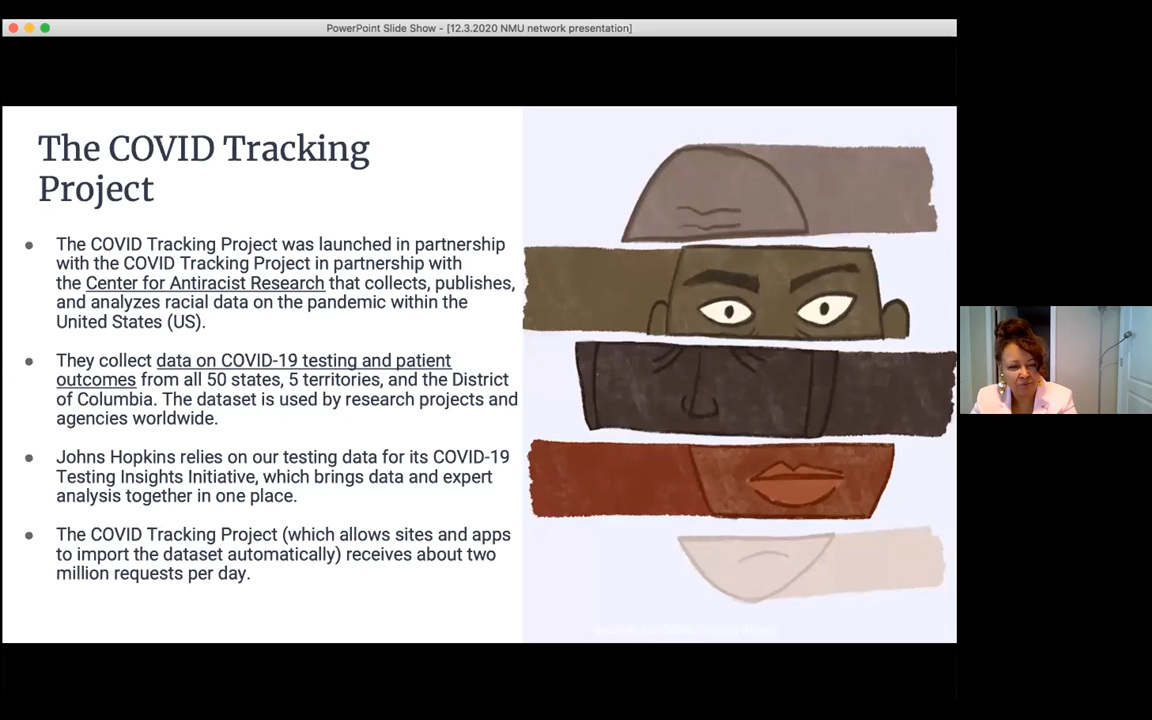 PowerPoint Slide Show - [12.3.2020 NMU network presentation]
The COVID Tracking
Project
● The COVID Tracking Project was launched in partnership
with the COVID Tracking Project in partnership with
the Center for Antiracist Research that collects, publishes,
and analyzes racial data on the pandemic within the
United States (US).
● They collect data on COVID-19 testing and patient
outcomes from all 50 states, 5 territories, and the District
of Columbia. The dataset is used by research projects and
agencies worldwide.
● Johns Hopkins relies on our testing data for its COVID-19
Testing Insights Initiative, which brings data and expert
analysis together in one place.
● The COVID Tracking Project (which allows sites and apps
to import the dataset automatically) receives about two
million requests per day.